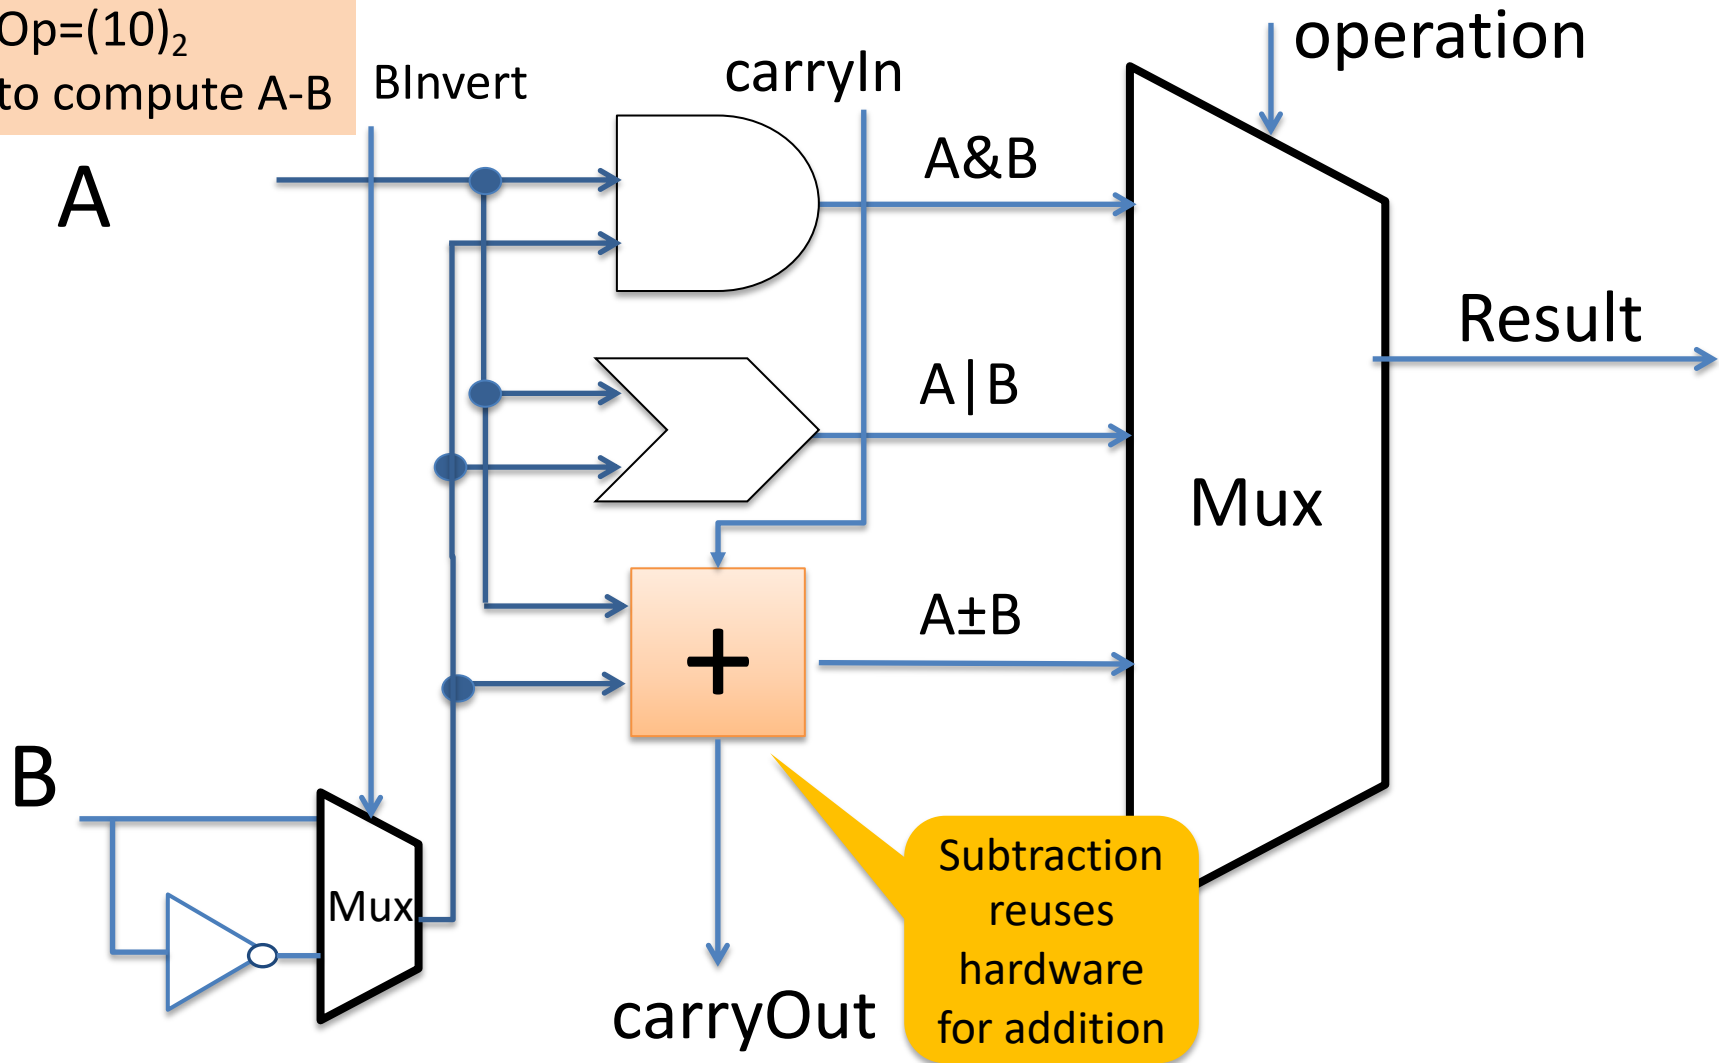 Op=(10)₂
to compute A-B
BInvert
carryIn
operation
A
A&B
Result
A|B
Mux
A±B
+
B
Mux
Subtraction
reuses
hardware
for addition
carryOut